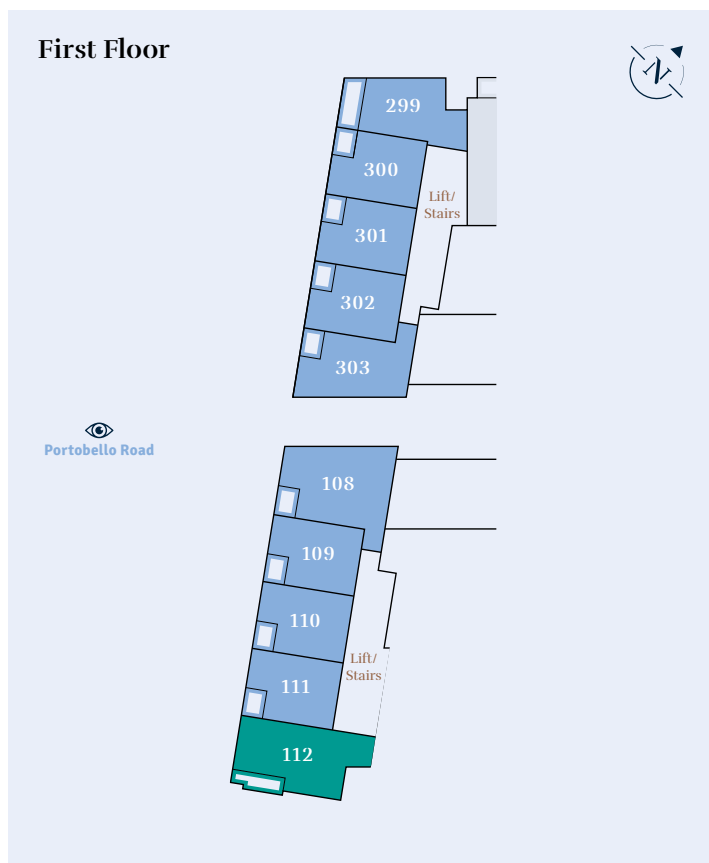 First Floor
N
299
300
Lift/
Stairs
301
302
303
Portobello Road
108
109
110
Lift/
Stairs
111
112